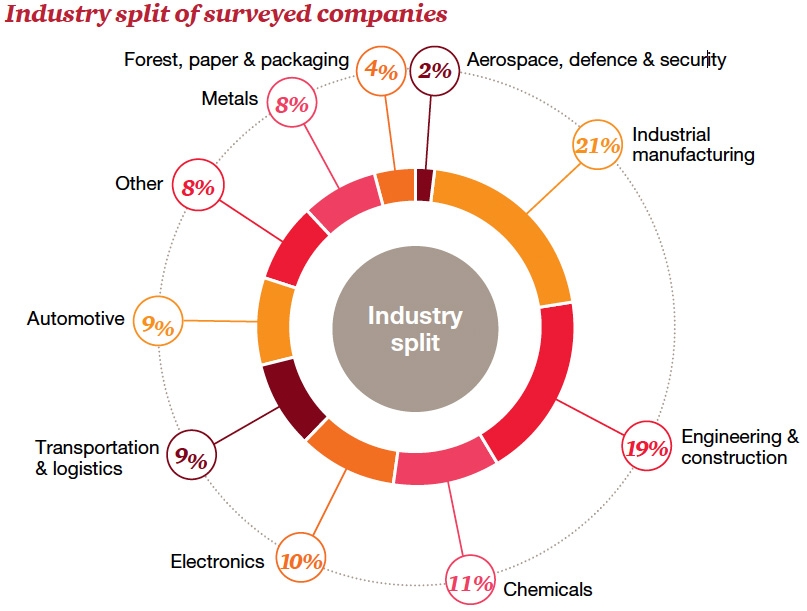 Industry split of surveyed companies
Forest, paper & packaging
4%
2%
Aerospace, defence & security
Metals
8%
21%
Industrial
manufacturing
Other
8%
Automotive
9%
Industry
split
Transportation
& logistics
9%
19%
Engineering &
construction
Electronics
10%
11%
Chemicals